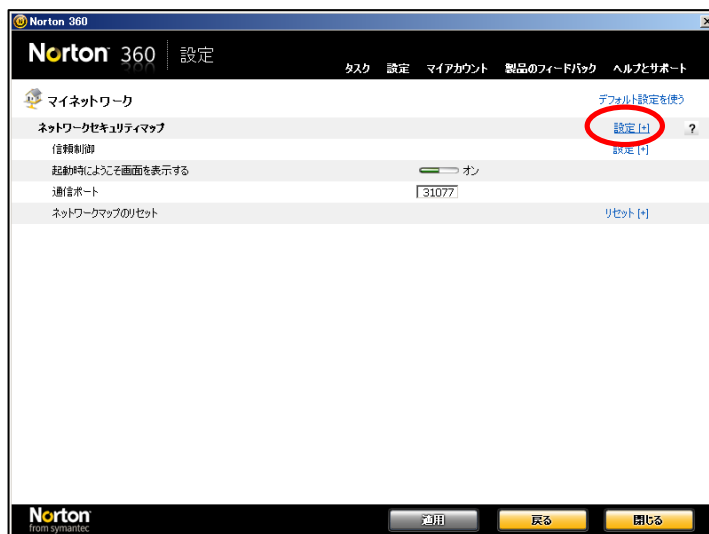 Norton 360
Norton 360 設定
タスク 設定 マイアカウント 製品のフィードバック ヘルプとサポート
マイネットワーク デフォルト設定を使う
ネットワークセキュリティマップ 設定 [+] ?
信頼制御 設定 [+]
起動時にようこそ画面を表示する オン
通信ポート 31077
ネットワークマップのリセット リセット [+]
Norton
from symantec
適用 戻る 閉じる